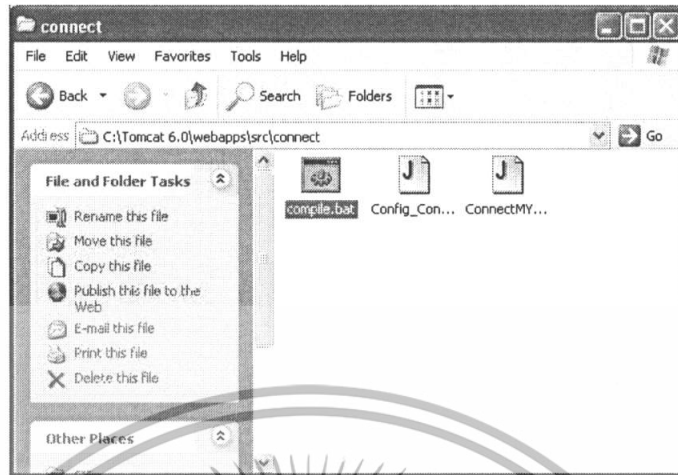 connect
File Edit View Favorites Tools Help
Back Search Folders
Address C:\Tomcat 6.0\webapps\src\connect Go
File and Folder Tasks
Rename this file
Move this file
Copy this file
Publish this file to the
Web
E-mail this file
Print this file
Delete this file
Other Places
compile.bat Config_Con... ConnectMY...